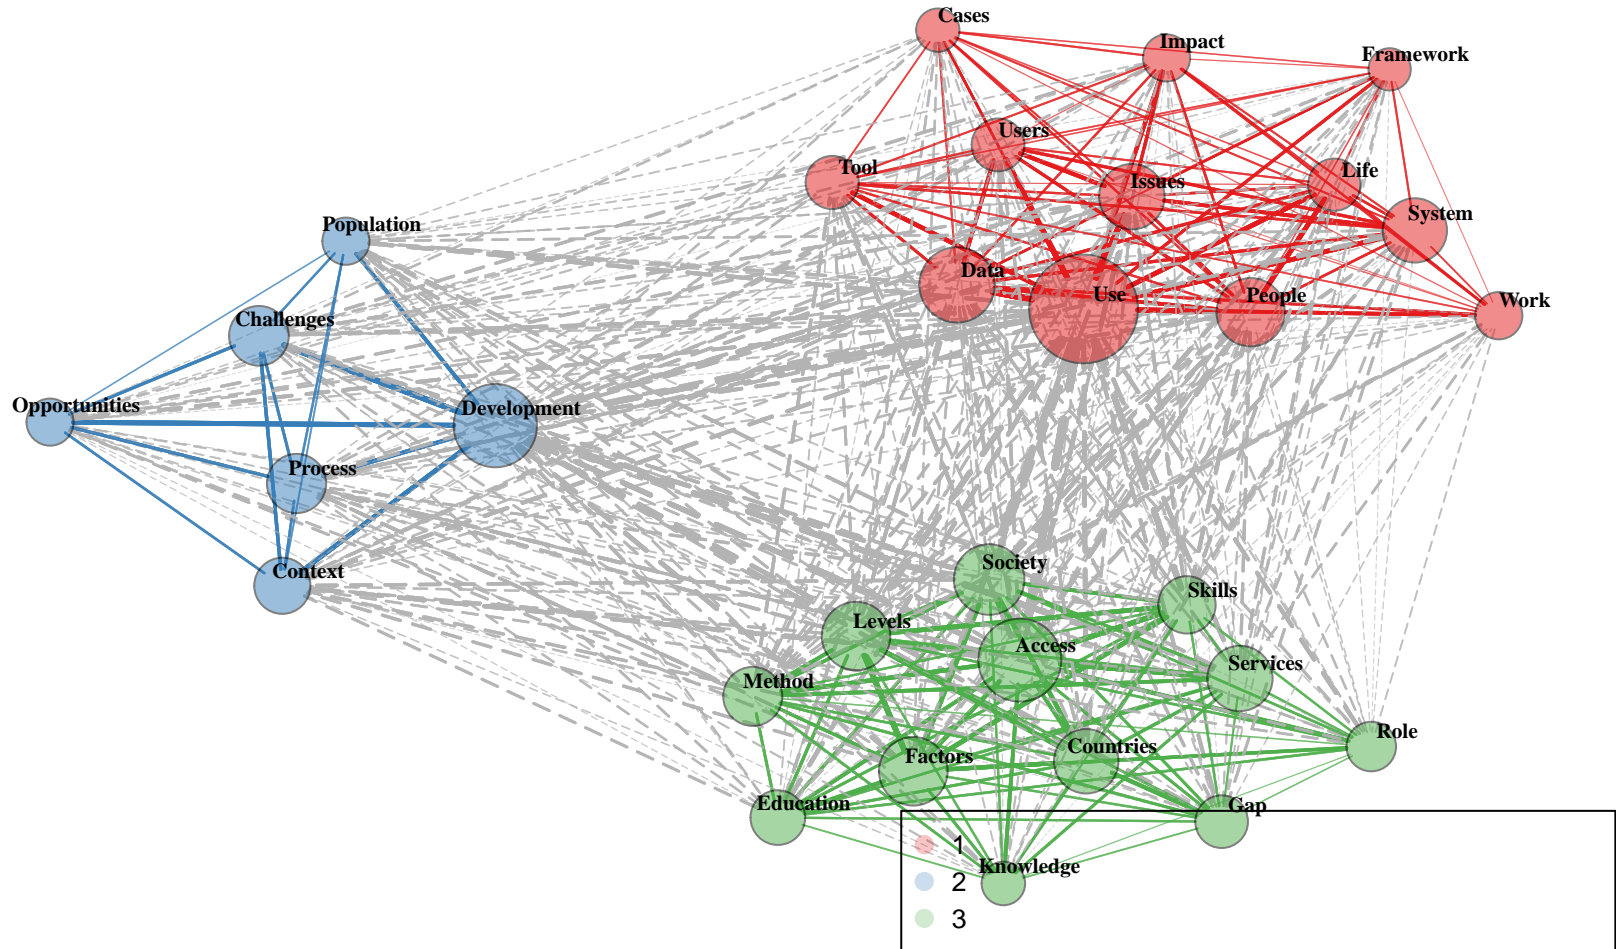 Cases
Impact
Framework
Users
Tool
Issues
Life
System
Population
Data
Use
People
Work
Challenges
Opportunities
Development
Process
Context
Society
Skills
Levels
Access
Services
Method
Role
Factors
Countries
Education
Gap
1
Knowledge
2
3